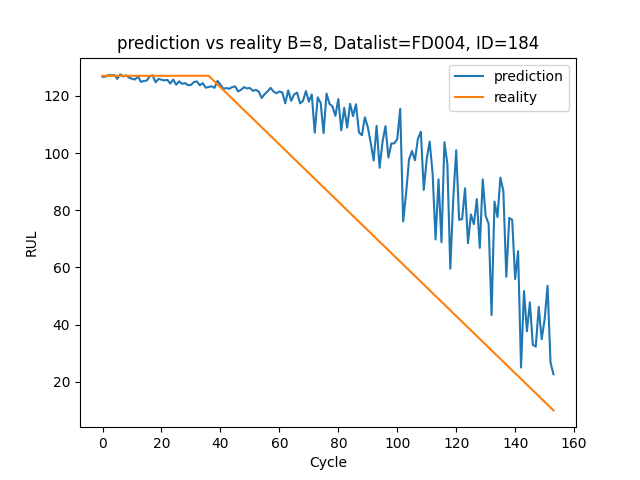 prediction vs reality B=8, Datalist=FD004, ID=184
prediction
reality
RUL
120
100
80
60
40
20
0 20 40 60 80 100 120 140 160
Cycle